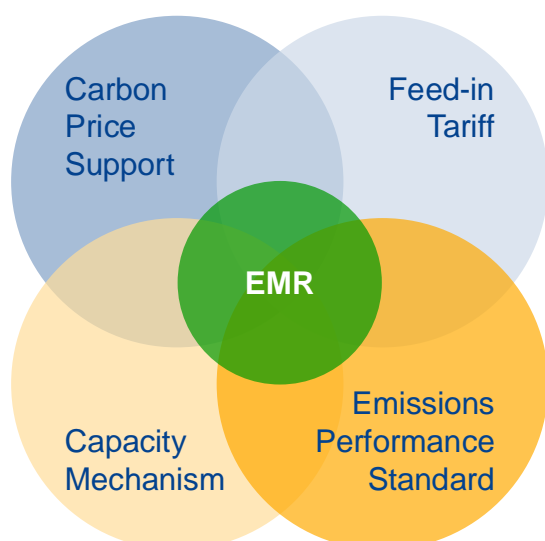 Carbon
Price
Support
Feed-in
Tariff
EMR
Capacity
Mechanism
Emissions
Performance
Standard